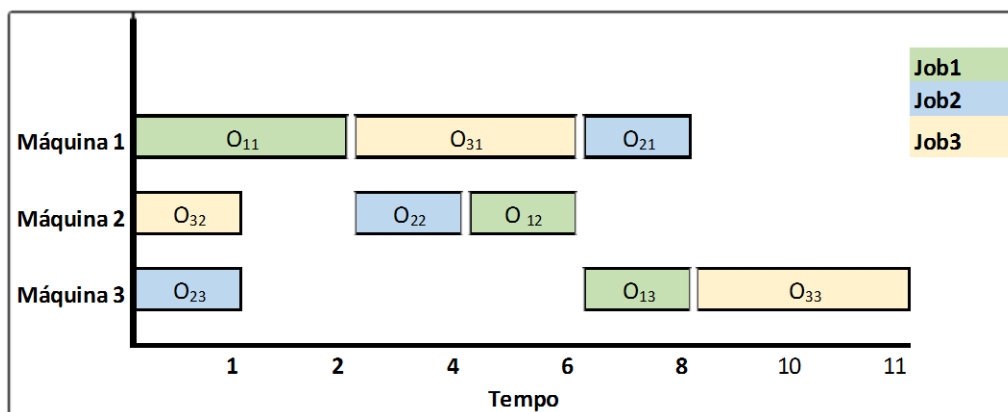 Job1
Job2
Job3
Máquina 1
O₁₁
O₃₁
O₂₁
Máquina 2
O₃₂
O₂₂
O ₁₂
Máquina 3
O₂₃
O₁₃
O₃₃
1
2
4
6
8
10
11
Tempo